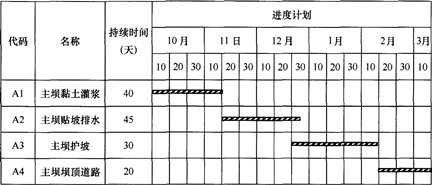 代码 名称 持续时间(天) 进度计划
10月 11日 12月 1月 2月 3月
10 20 30 10 20 30 10 20 30 10 20 30 10 20 30 10
A1 主坝黏土灌浆 40
A2 主坝贴坡排水 45
A3 主坝护坡 30
A4 主坝坝顶道路 20